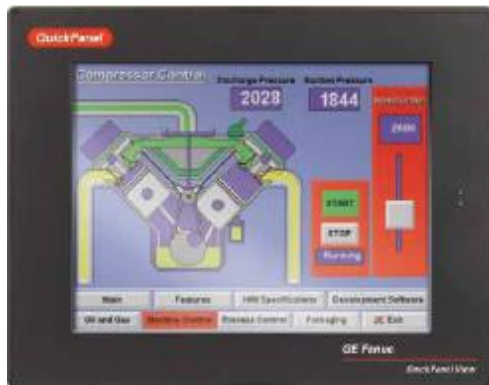 QuickPanel
Compressor Control
Discharge Pressure
Suction Pressure
2028
1844
START
STOP
Running
Main
Features
HMI Specifications
Development Software
Oil and Gas
Machine Control
Process Control
Packaging
Exit
GE Fanuc
QuickPanel View